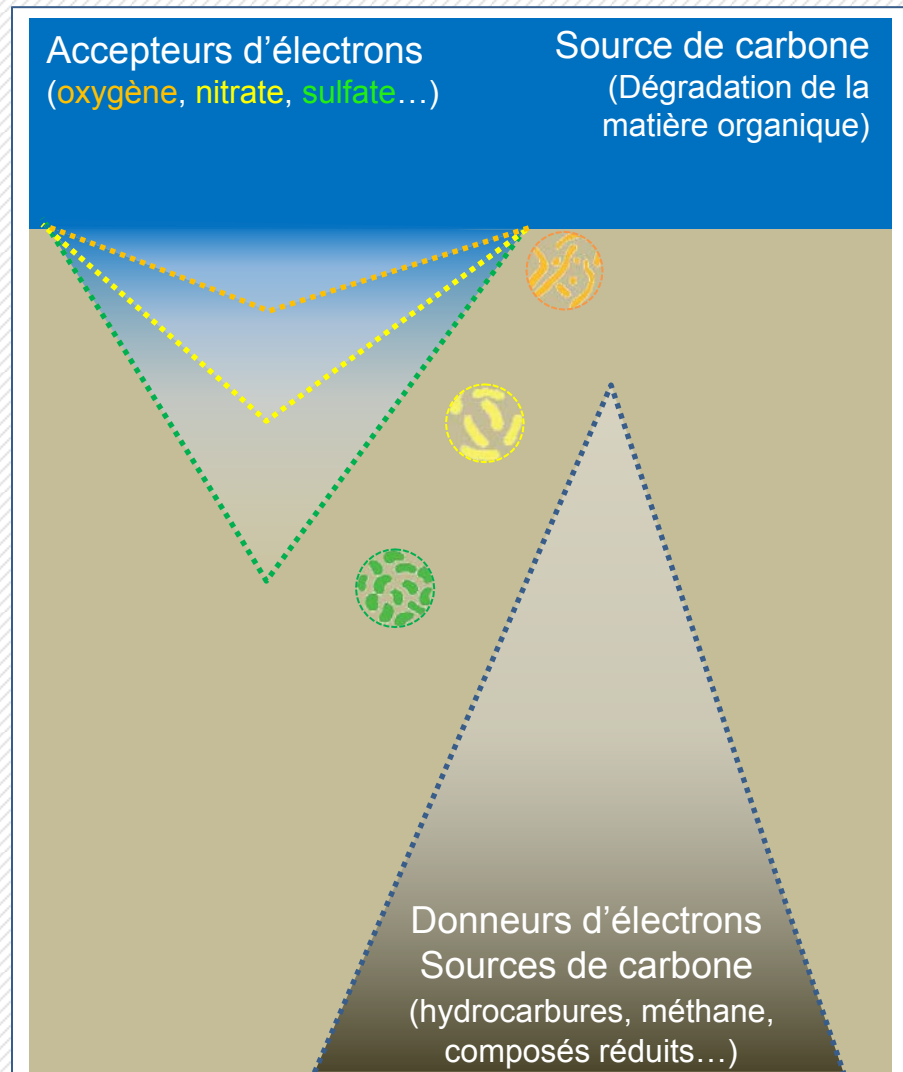 Accepteurs d’électrons
(oxygène, nitrate, sulfate…)
Source de carbone
(Dégradation de la
matière organique)
Donneurs d’électrons
Sources de carbone
(hydrocarbures, méthane,
composés réduits…)